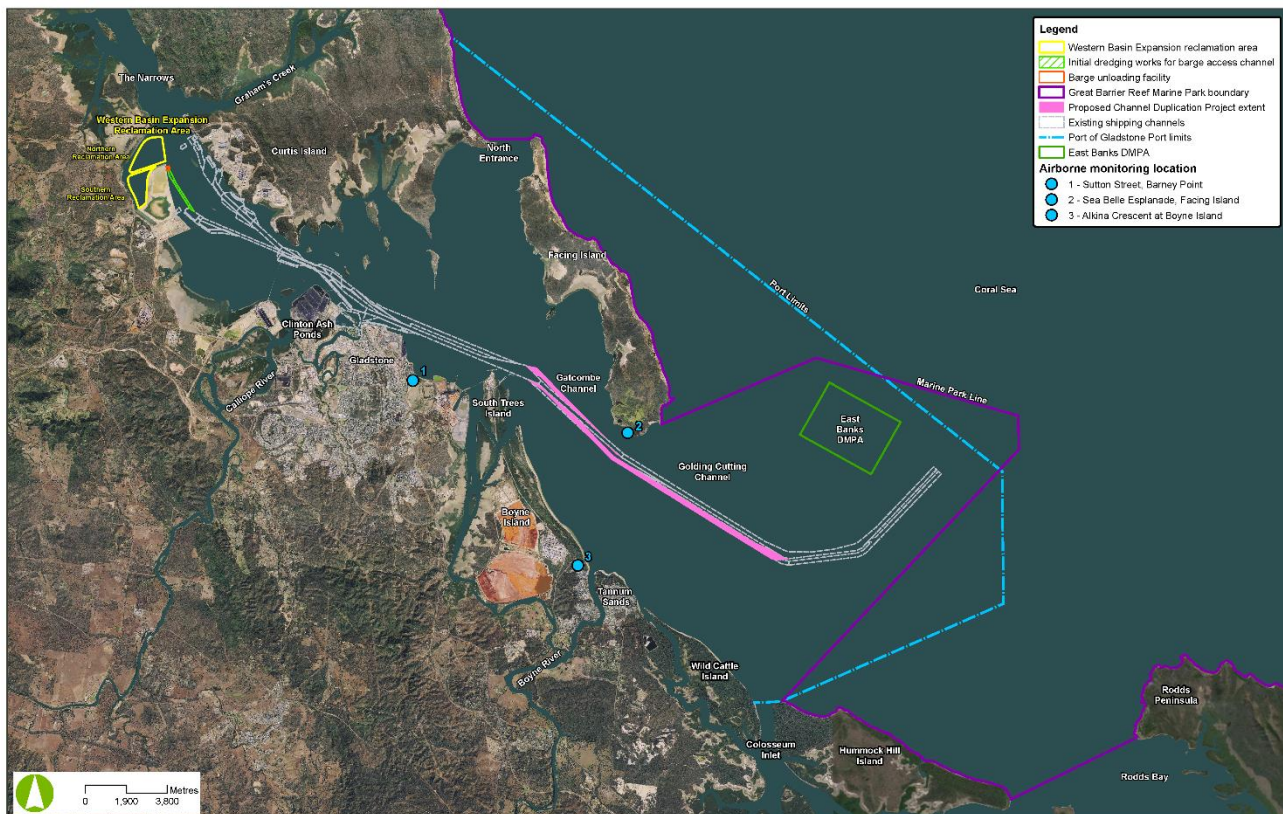 The Narrows
Graham's Creek
Western Basin Expansion
Reclamation Area
Northern
Reclamation Area
Southern
Reclamation Area
Curtis Island
North
Entrance
Facing Island
Port Limits
Coral Sea
Clinton Ash
Ponds
Gladstone
Calliope River
1
South Trees
Island
Gatcombe
Channel
2
Marine Park Line
East
Banks
DMPA
Golding Cutting
Channel
Boyne
Island
3
Tannum
Sands
Boyne River
Wild Cattle
Island
Colosseum
Inlet
Hummock Hill
Island
Rodds
Peninsula
Rodds Bay
Legend
Western Basin Expansion reclamation area
Initial dredging works for barge access channel
Barge unloading facility
Great Barrier Reef Marine Park boundary
Proposed Channel Duplication Project extent
Existing shipping channels
Port of Gladstone Port limits
East Banks DMPA
Airborne monitoring location
1 - Sutton Street, Barney Point
2 - Sea Belle Esplanade, Facing Island
3 - Alkina Crescent at Boyne Island
Metres
0 1,900 3,800